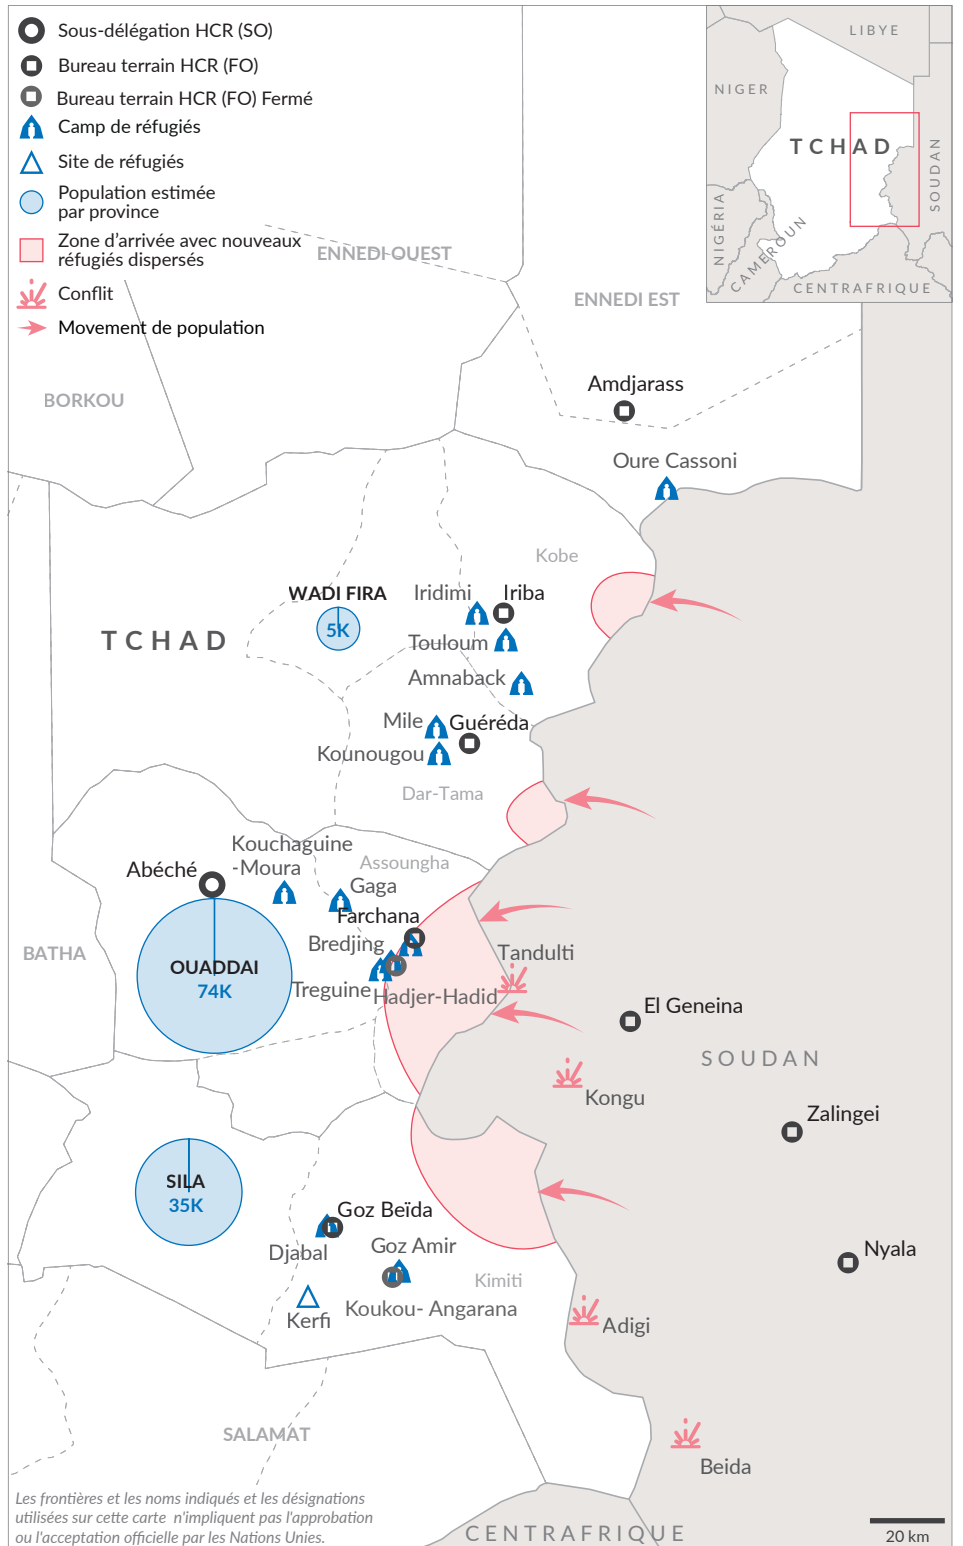 Sous-délégation HCR (SO)
Bureau terrain HCR (FO)
Bureau terrain HCR (FO) Fermé
Camp de réfugiés
Site de réfugiés
Population estimée
par province
Zone d'arrivée avec nouveaux
réfugiés dispersés
Conflit
Movement de population
LIBYE
NIGER
TCHAD
SOUDAN
NIGÉRIA
CAMEROUN
CENTRAFRIQUE
ENNEDI OUEST
ENNEDI EST
BORKOU
Amdjarass
Oure Cassoni
Kobe
WADI FIRA
5K
Iridimi
Iriba
TCHAD
Touloum
Amnaback
Mile
Guéréda
Kounougou
Dar-Tama
Kouchaguine
-Moura
Assoungha
Abéché
Gaga
Farchana
Bredjing
BATHA
OUADDAI
74K
Tandulti
Treguine
Hadjer-Hadid
El Geneina
SOUDAN
Kongu
Zalingei
SILA
35K
Goz Beïda
Djabal
Goz Amir
Nyala
Kimiti
Kerfi
Koukou- Angarana
Adigi
SALAMAT
Beida
Les frontières et les noms indiqués et les désignations
utilisées sur cette carte n'impliquent pas l'approbation
ou l'acceptation officielle par les Nations Unies.
CENTRAFRIQUE
20 km